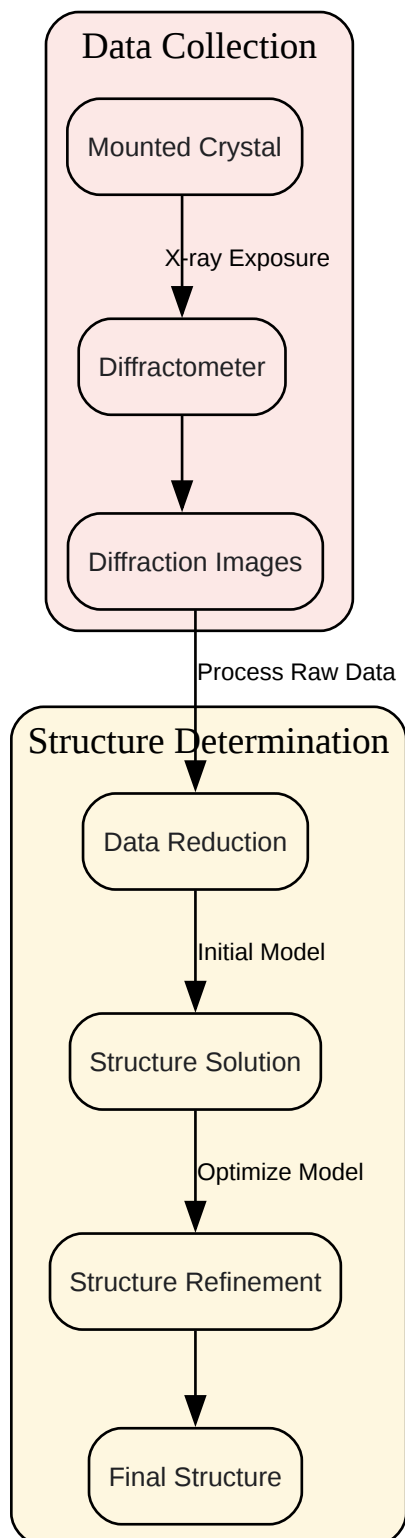 Data Collection
Mounted Crystal
X-ray Exposure
Diffractometer
Diffraction Images
Process Raw Data
Structure Determination
Data Reduction
Initial Model
Structure Solution
Optimize Model
Structure Refinement
Final Structure